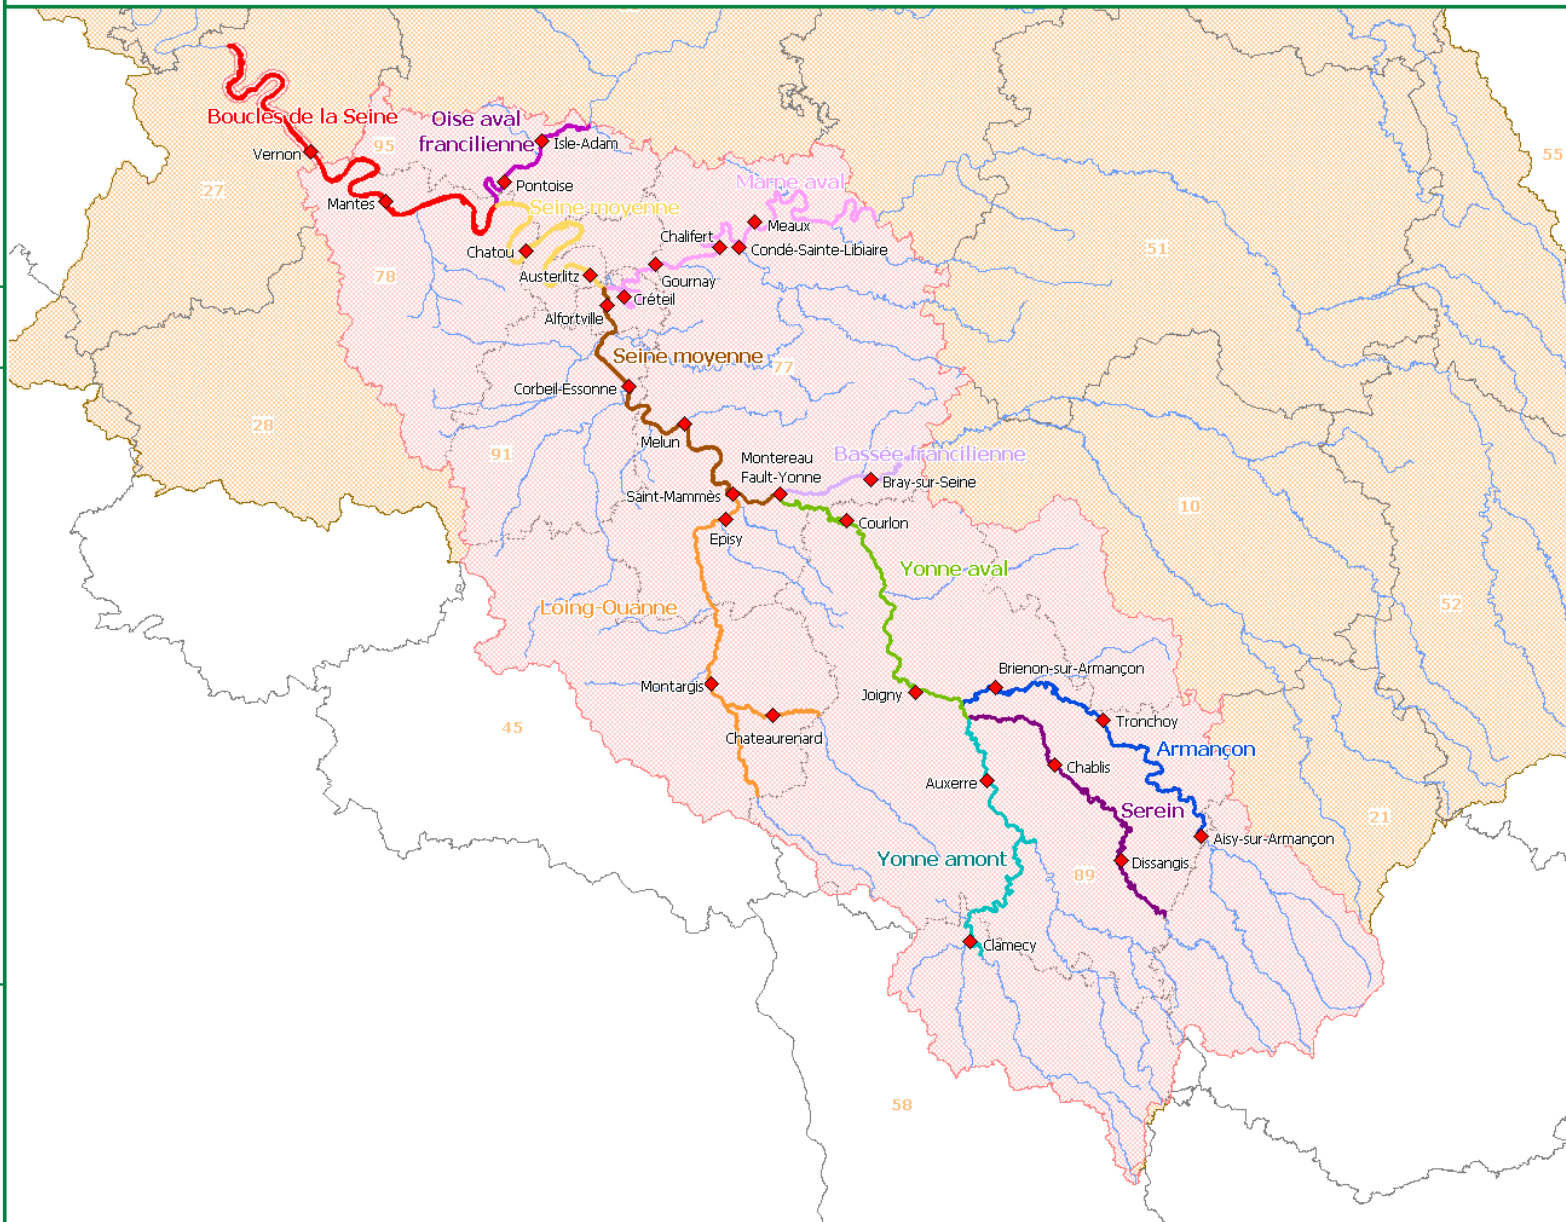 Boucles de la Seine
Oise aval
francilienne
Isle-Adam
Vernon
95
55
Pontoise
27
Mantes
Marne aval
Seine moyenne
Meaux
Chalifert
Chatou
Condé-Sainte-Libiaire
51
Austerlitz
78
Gournay
Créteil
Alfortville
Seine moyenne
77
Corbeil-Essonne
28
Melun
91
Montereau
Fault-Yonne
Bassée francilienne
Bray-sur-Seine
Saint-Mammès
10
Courlon
Episy
Yonne aval
Loing-Ouanne
52
Brienon-sur-Armançon
Montargis
Joigny
Tronchoy
45
Chateaurenard
Armançon
Chablis
Auxerre
Serein
21
Aisy-sur-Armançon
Yonne amont
Dissangis
89
Clamecy
58